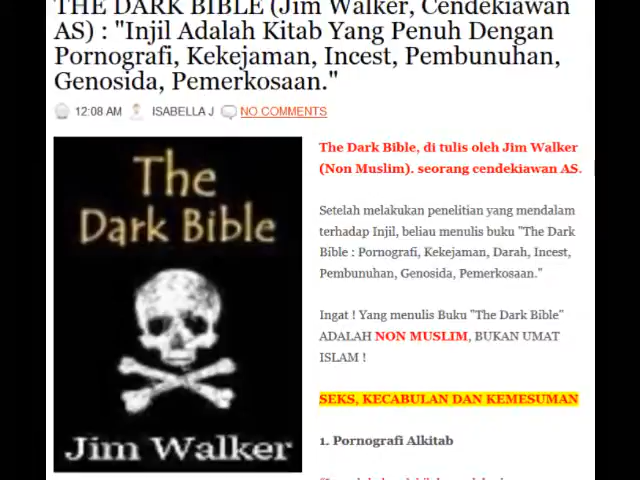 THE DARK BIBLE (Jim Walker, Cendekiawan
AS) : "Injil Adalah Kitab Yang Penuh Dengan
Pornografi, Kekejaman, Incest, Pembunuhan,
Genosida, Pemerkosaan."
12:08 AM ISABELLA J NO COMMENTS
The
Dark Bible
Jim Walker
The Dark Bible, di tulis oleh Jim Walker
(Non Muslim). seorang cendekiawan AS.
Setelah melakukan penelitian yang mendalam
terhadap Injil, beliau menulis buku "The Dark
Bible : Pornografi, Kekejaman, Darah, Incest,
Pembunuhan, Genosida, Pemerkosaan."
Ingat ! Yang menulis Buku "The Dark Bible"
ADALAH NON MUSLIM, BUKAN UMAT
ISLAM !
SEKS, KECABULAN DAN KEMESUMAN
1. Pornografi Alkitab